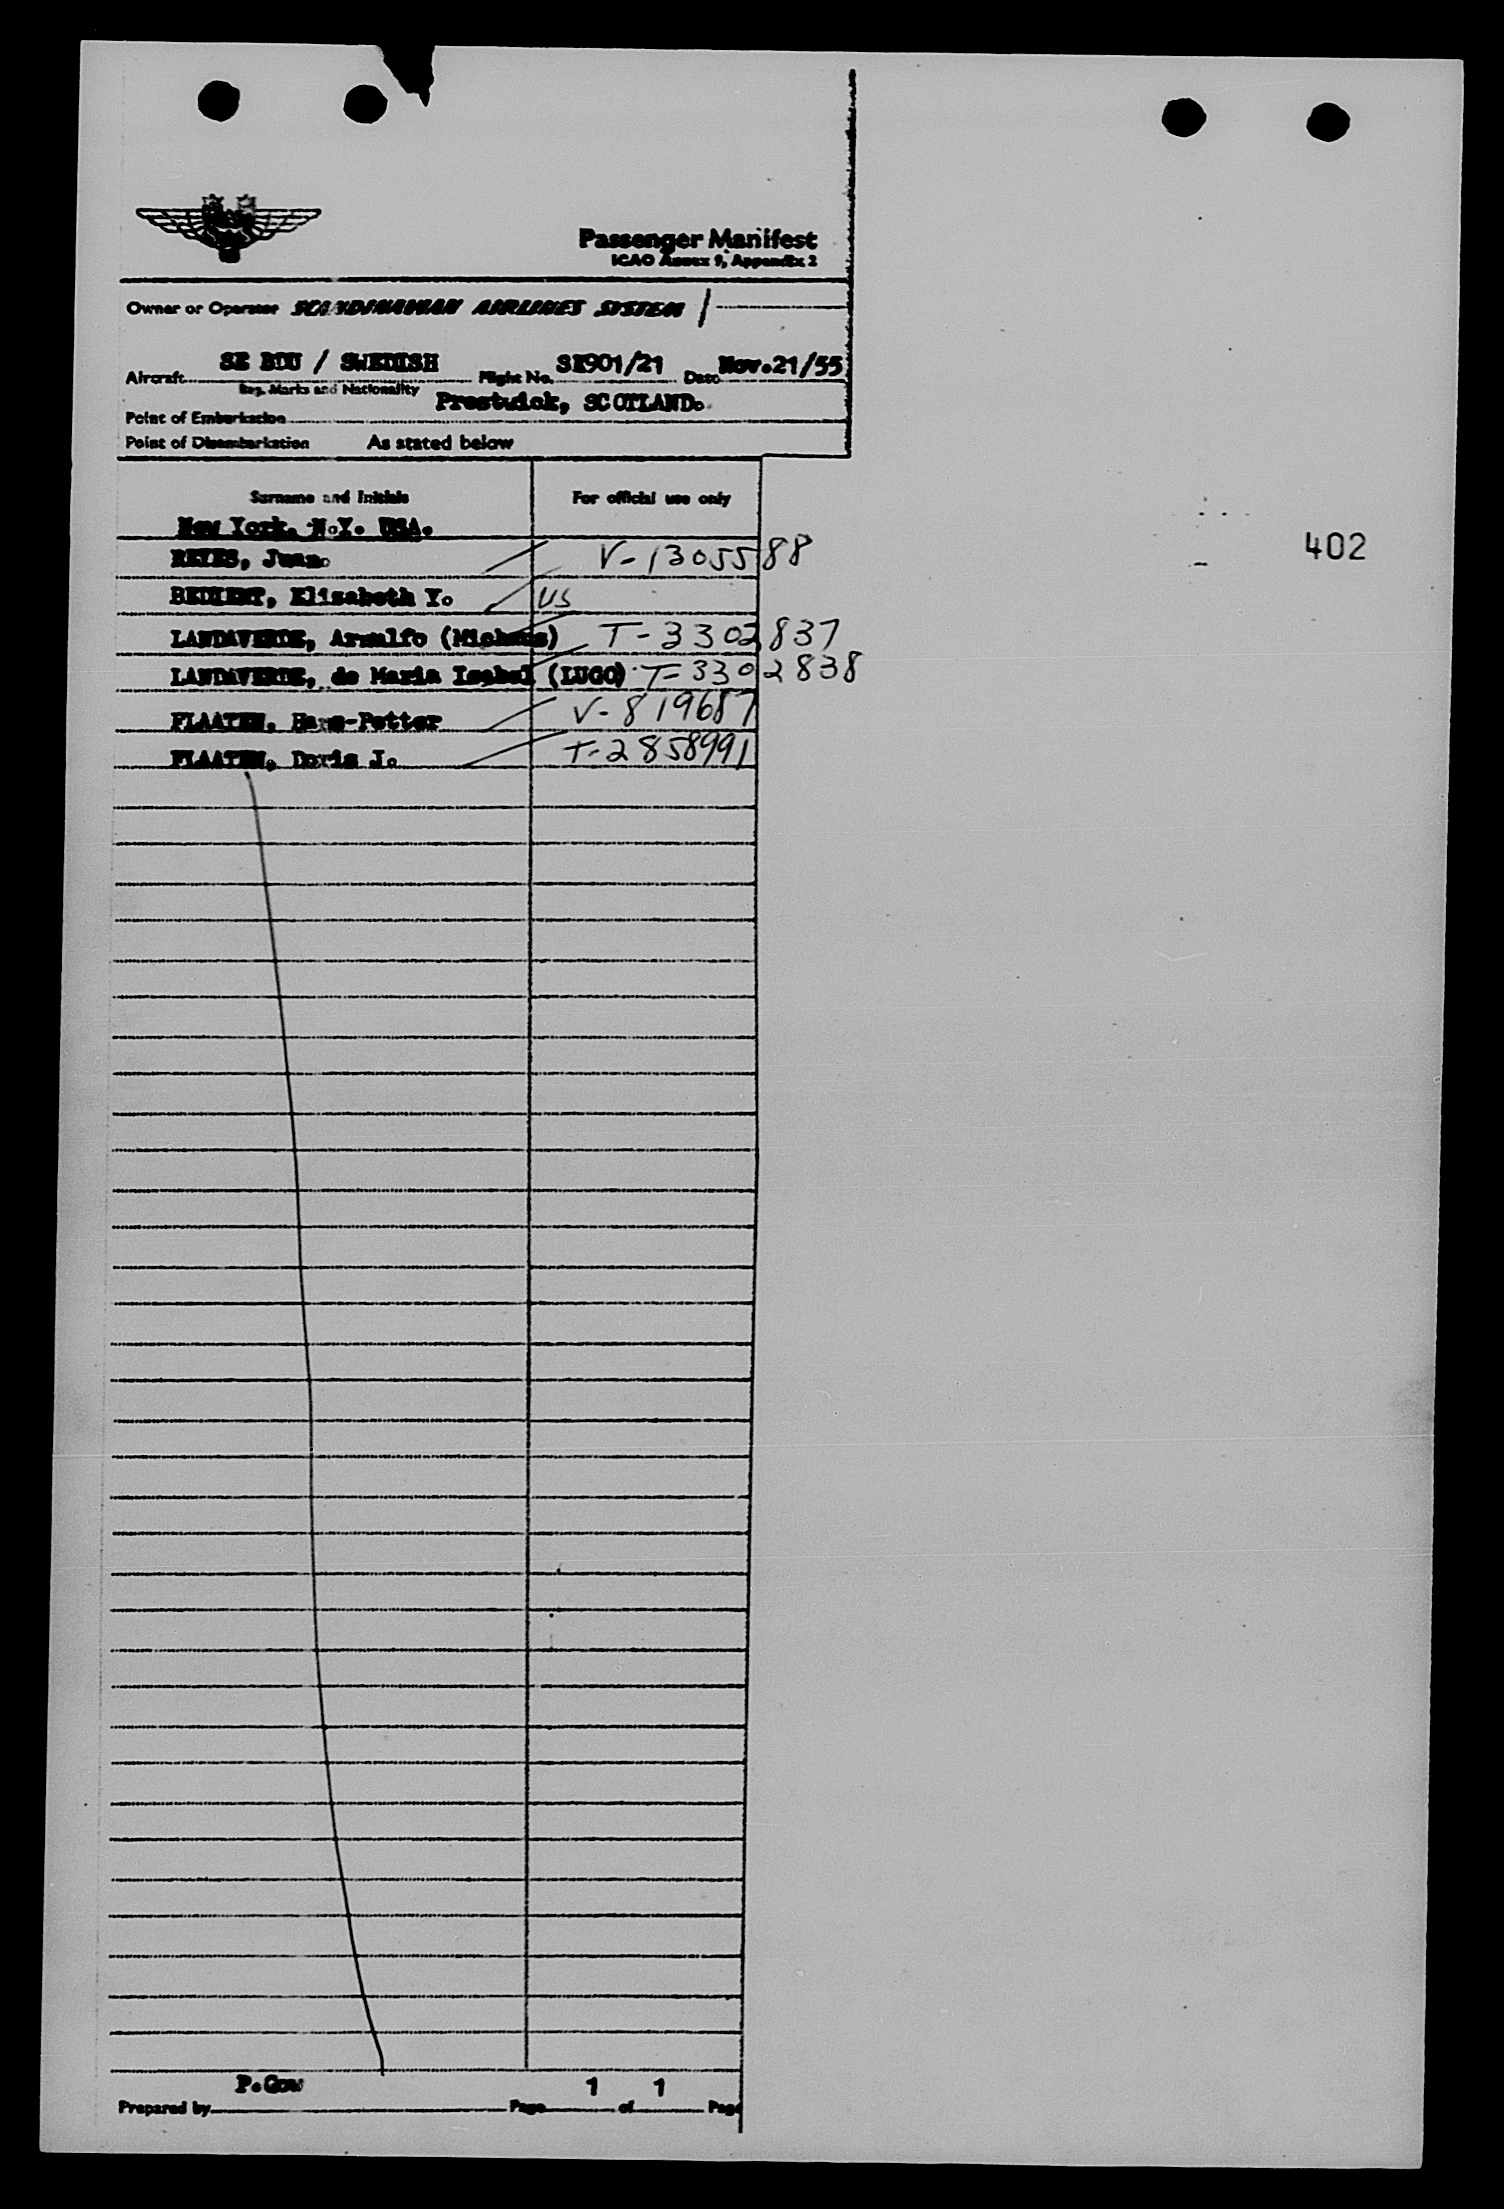 Passenger Manifest
ICAO Annex 9, Appendix 2
Owner or Operator SCANDINAVIAN AIRLINES SYSTEM /
SE BDU / SWEDISH SK901/21 Nov.21/55
Aircraft Flight No. Date
Reg. Marks and Nationality
Prestwick, SCOTLAND.
Point of Embarkation
Point of Disembarkation As stated below
Surname and Initials For official use only
New York. N.Y. USA.
REYES, Juan. V-1305588
402
BEDIENT, Elisabeth Y. US
LANDAVERDE, Arnulfo T-3302837
LANDAVERDE, de Maria Isabel (LUGO) T-3302838
FLAATEN, Hans-Petter V-819687
FLAATEN, Doris J. T-2858991
P.Gow 1 1
Prepared by Page of Page